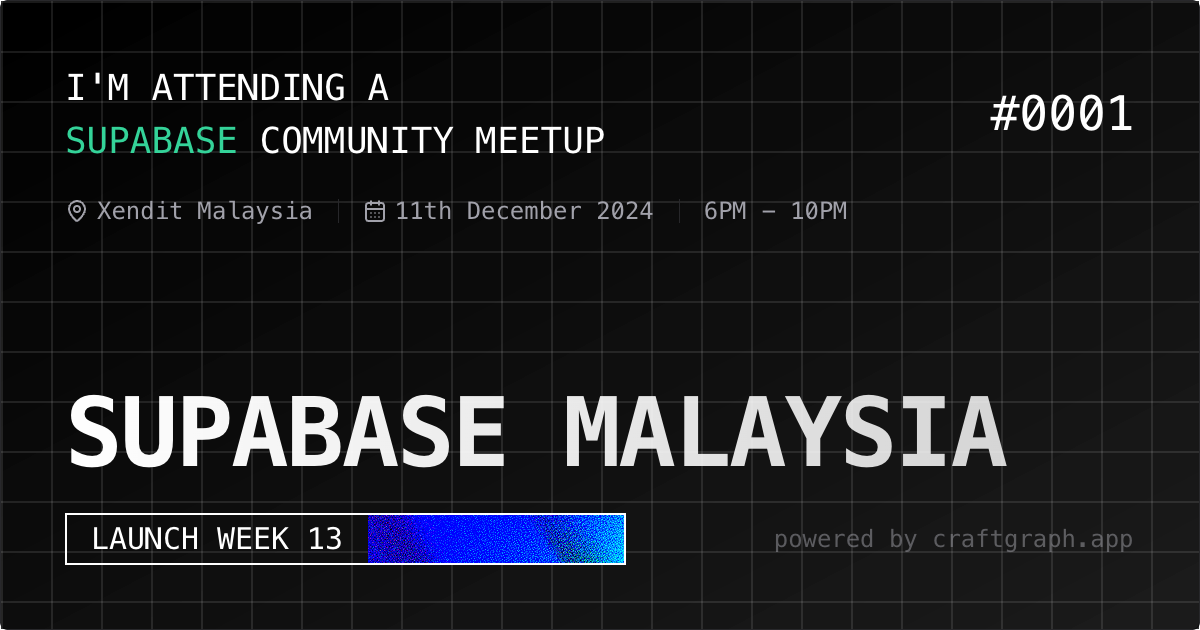 I'M ATTENDING A
SUPABASE COMMUNITY MEETUP
#0001
Xendit Malaysia
11th December 2024
6PM – 10PM
SUPABASE MALAYSIA
LAUNCH WEEK 13
powered by craftgraph.app